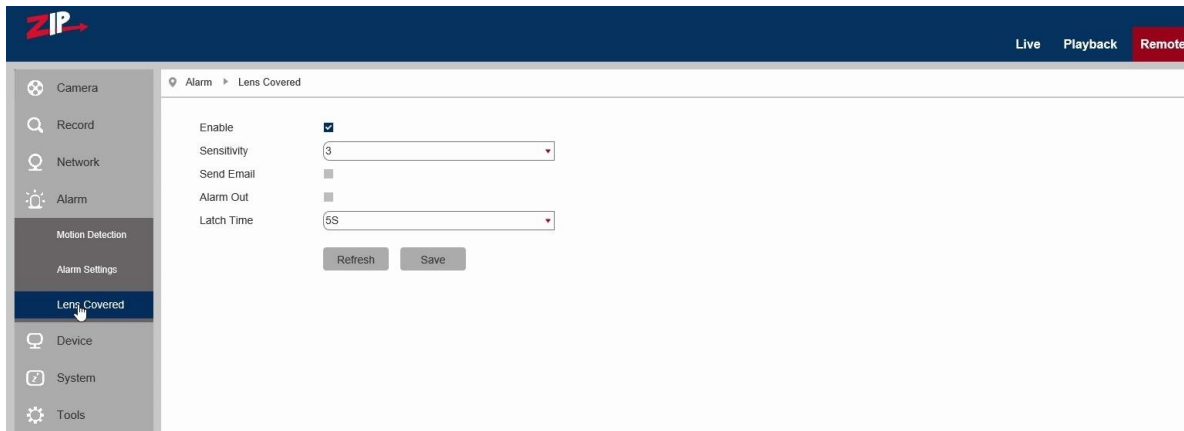 ZIP
Live Playback Remote
Camera
Record
Network
Alarm
Motion Detection
Alarm Settings
Lens Covered
Device
System
Tools
Alarm Lens Covered
Enable
Sensitivity 3
Send Email
Alarm Out
Latch Time 5S
Refresh Save